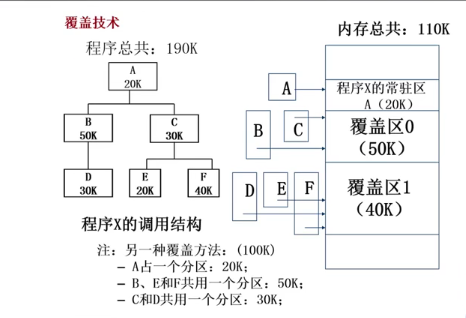 覆盖技术
程序总共：190K
A
20K
B
50K
C
30K
D
30K
E
20K
F
40K
程序X的调用结构
内存总共：110K
A
程序X的常驻区
A（20K）
B
C
覆盖区0
（50K）
D
E
F
覆盖区1
（40K）
注：另一种覆盖方法：(100K)
– A占一个分区：20K；
– B、E和F共用一个分区：50K；
– C和D共用一个分区：30K；